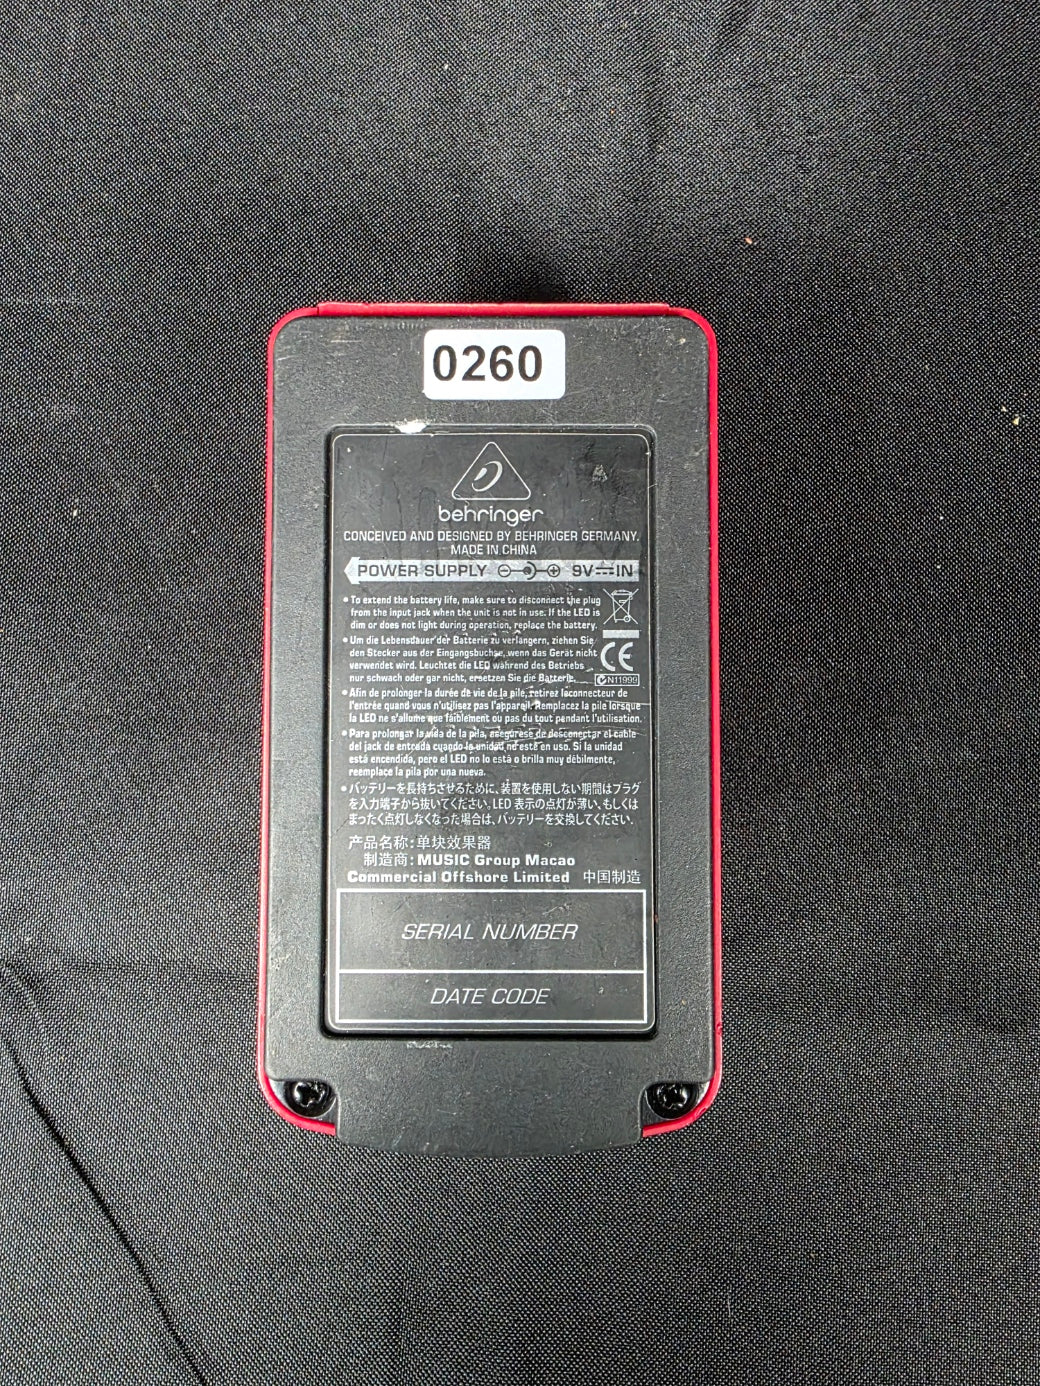 0260
behringer
CONCEIVED AND DESIGNED BY BEHRINGER GERMANY.
MADE IN CHINA
POWER SUPPLY 9V IN
• To extend the battery life, make sure to disconnect the plug
from the input jack when the unit is not in use. If the LED is
dim or does not light during operation, replace the battery.
• Um die Lebensdauer der Batterie zu verlängern, ziehen Sie
den Stecker aus der Eingangsbuchse, wenn das Gerät nicht
verwendet wird. Leuchtet die LED während des Betriebs
nur schwach oder gar nicht, ersetzen Sie die Batterie.
CE
N11999
• Afin de prolonger la durée de vie de la pile, retirez laconnecteur de
l'entrée quand vous n'utilisez pas l'appareil. Remplacez la pile lorsque
la LED ne s'allume que faiblement ou pas du tout pendant l'utilisation.
• Para prolongar la vida de la pila, asegúrese de desconectar el cable
del jack de entrada cuando la unidad no esté en uso. Si la unidad
está encendida, pero el LED no lo está o brilla muy débilmente,
reemplace la pila por una nueva.
• バッテリーを長持ちさせるために、装置を使用しない期間はプラグ
を入力端子から抜いてください。LED 表示の点灯が薄い、もしくは
まったく点灯しなくなった場合は、バッテリーを交換してください。
产品名称:单块效果器
制造商: MUSIC Group Macao
Commercial Offshore Limited 中国制造
SERIAL NUMBER
DATE CODE